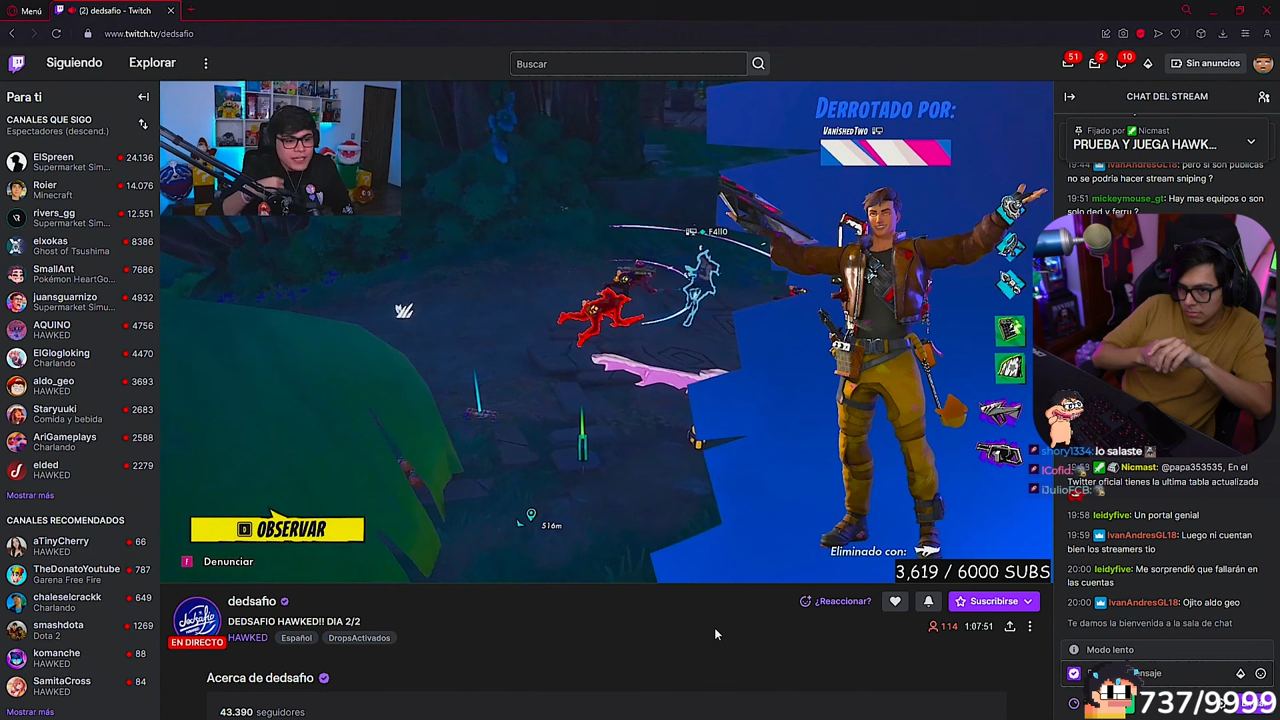 Menú
(2) dedsafio - Twitch
www.twitch.tv/dedsafio
Siguiendo
Explorar
Buscar
51
2
10
Sin anuncios
Para ti
CANALES QUE SIGO
Espectadores (descend.)
ElSpreen
24.136
Supermarket Sim...
Roier
14.076
Minecraft
rivers_gg
12.551
Supermarket Sim...
elxokas
8386
Ghost of Tsushima
SmallAnt
7686
Pokémon HeartGo...
juansguarnizo
4932
Supermarket Simu...
AQUINO
4756
HAWKED
ElGlogloking
4470
Charlando
aldo_geo
3693
HAWKED
Staryuuki
2683
Comida y bebida
AriGameplays
2588
Charlando
elded
2279
HAWKED
Mostrar más
CANALES RECOMENDADOS
aTinyCherry
66
HAWKED
TheDonatoYoutube
787
Garena Free Fire
chaleselcrackk
649
Charlando
smashdota
1269
Dota 2
komanche
88
HAWKED
SamitaCross
84
HAWKED
Mostrar más
DERROTADO POR:
VanishedTwo
F4ll0
516m
OBSERVAR
Denunciar
Eliminado con:
3,619 / 6000 SUBS
dedsafio
DEDSAFIO HAWKED!! DIA 2/2
HAWKED
Español
DropsActivados
EN DIRECTO
¿Reaccionar?
Suscribirse
114
1:07:51
Acerca de dedsafio
43.390 seguidores
CHAT DEL STREAM
Fijado por Nicmast
PRUEBA Y JUEGA HAWK...
19:44 IvanAndresGL18: pero si son publicas
no se podría hacer stream sniping ?
19:51 mickeymouse_gt: Hay mas equipos o son
solo ded y ferru ?
shory1334: lo salaste
ICofid:
iJulioFCB:
Nicmast: @papa353535, En el
Twitter oficial tienes la ultima tabla actualizada
19:58 leidyfive: Un portal genial
19:59 IvanAndresGL18: Luego ni cuentan
bien los streamers tio
20:00 leidyfive: Me sorprendió que fallarán en
las cuentas
20:00 IvanAndresGL18: Ojito aldo geo
Te damos la bienvenida a la sala de chat
Modo lento
737/9999